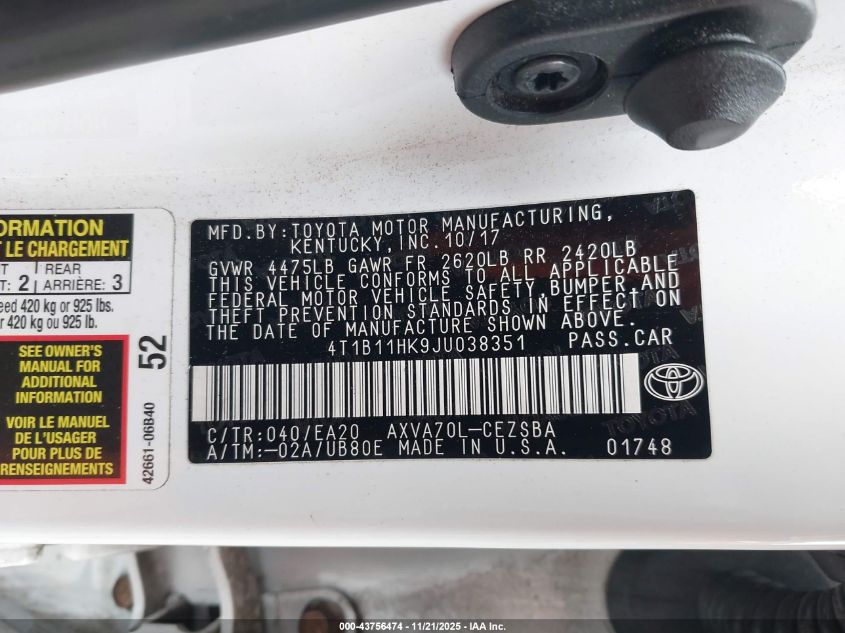 MFD. BY: TOYOTA MOTOR MANUFACTURING,
KENTUCKY, INC. 10/17
GVWR 4475LB GAWR FR 2620LB RR 2420LB
THIS VEHICLE CONFORMS TO ALL APPLICABLE
FEDERAL MOTOR VEHICLE SAFETY, BUMPER, AND
THEFT PREVENTION STANDARDS IN EFFECT ON
THE DATE OF MANUFACTURE SHOWN ABOVE.
4T1B11HK9JU038351 PASS.CAR
C/TR: 040/EA20 AXVA70L-CEZSBA
A/TM: -02A/UB80E MADE IN U.S.A. 01748
TOYOTA
ORMATION
T LE CHARGEMENT
NT REAR
T: 2 ARRIÈRE: 3
eed 420 kg or 925 lbs.
r 420 kg ou 925 lb.
SEE OWNER'S
MANUAL FOR
ADDITIONAL
INFORMATION
VOIR LE MANUEL
DE L'USAGER
POUR PLUS DE
RENSEIGNEMENTS
52
42661-06B40
000-43756474 - 11/21/2025 - IAA Inc.